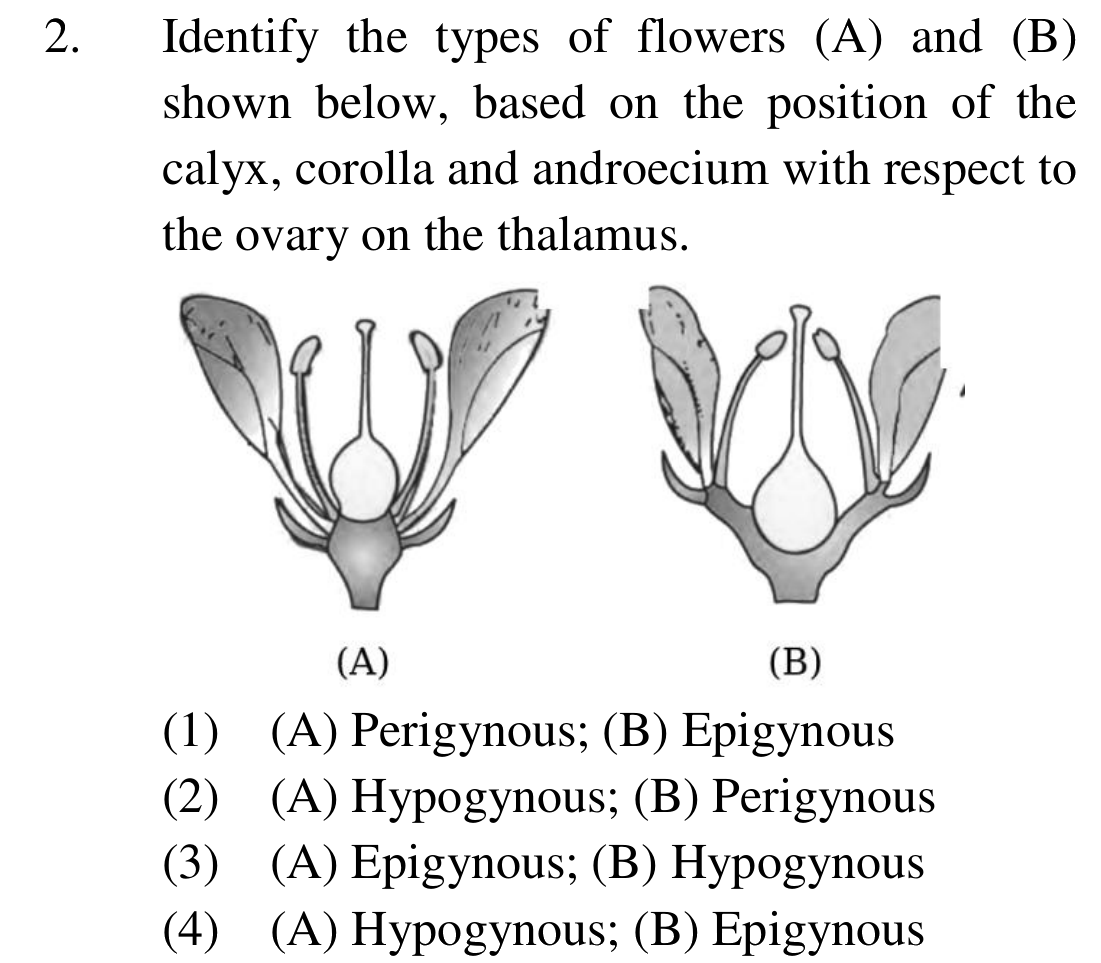 2. Identify the types of flowers (A) and (B)
shown below, based on the position of the
calyx, corolla and androecium with respect to
the ovary on the thalamus.
(A) (B)
(1) (A) Perigynous; (B) Epigynous
(2) (A) Hypogynous; (B) Perigynous
(3) (A) Epigynous; (B) Hypogynous
(4) (A) Hypogynous; (B) Epigynous